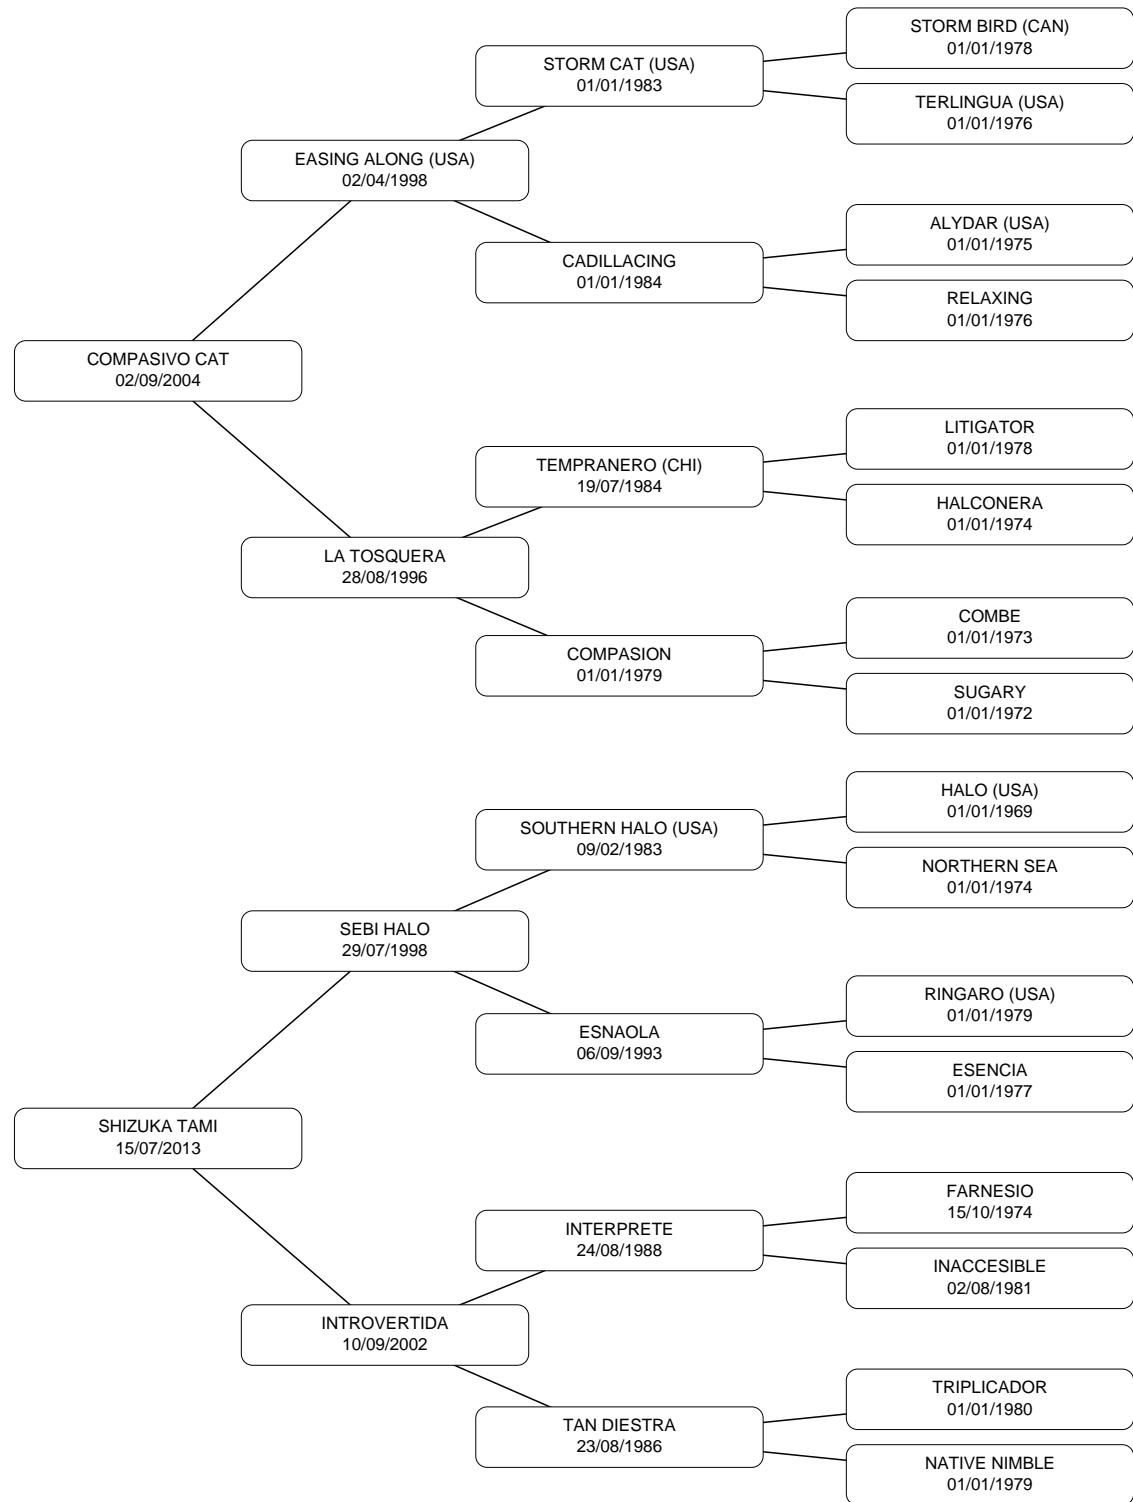 STORM BIRD (CAN)
01/01/1978
STORM CAT (USA)
01/01/1983
TERLINGUA (USA)
01/01/1976
EASING ALONG (USA)
02/04/1998
ALYDAR (USA)
01/01/1975
CADILLACING
01/01/1984
RELAXING
01/01/1976
COMPASIVO CAT
02/09/2004
LITIGATOR
01/01/1978
TEMPRANERO (CHI)
19/07/1984
HALCONERA
01/01/1974
LA TOSQUERA
28/08/1996
COMBE
01/01/1973
COMPASION
01/01/1979
SUGARY
01/01/1972
HALO (USA)
01/01/1969
SOUTHERN HALO (USA)
09/02/1983
NORTHERN SEA
01/01/1974
SEBI HALO
29/07/1998
RINGARO (USA)
01/01/1979
ESNAOLA
06/09/1993
ESENCIA
01/01/1977
SHIZUKA TAMI
15/07/2013
FARNESIO
15/10/1974
INTERPRETE
24/08/1988
INACCESIBLE
02/08/1981
INTROVERTIDA
10/09/2002
TRIPLICADOR
01/01/1980
TAN DIESTRA
23/08/1986
NATIVE NIMBLE
01/01/1979